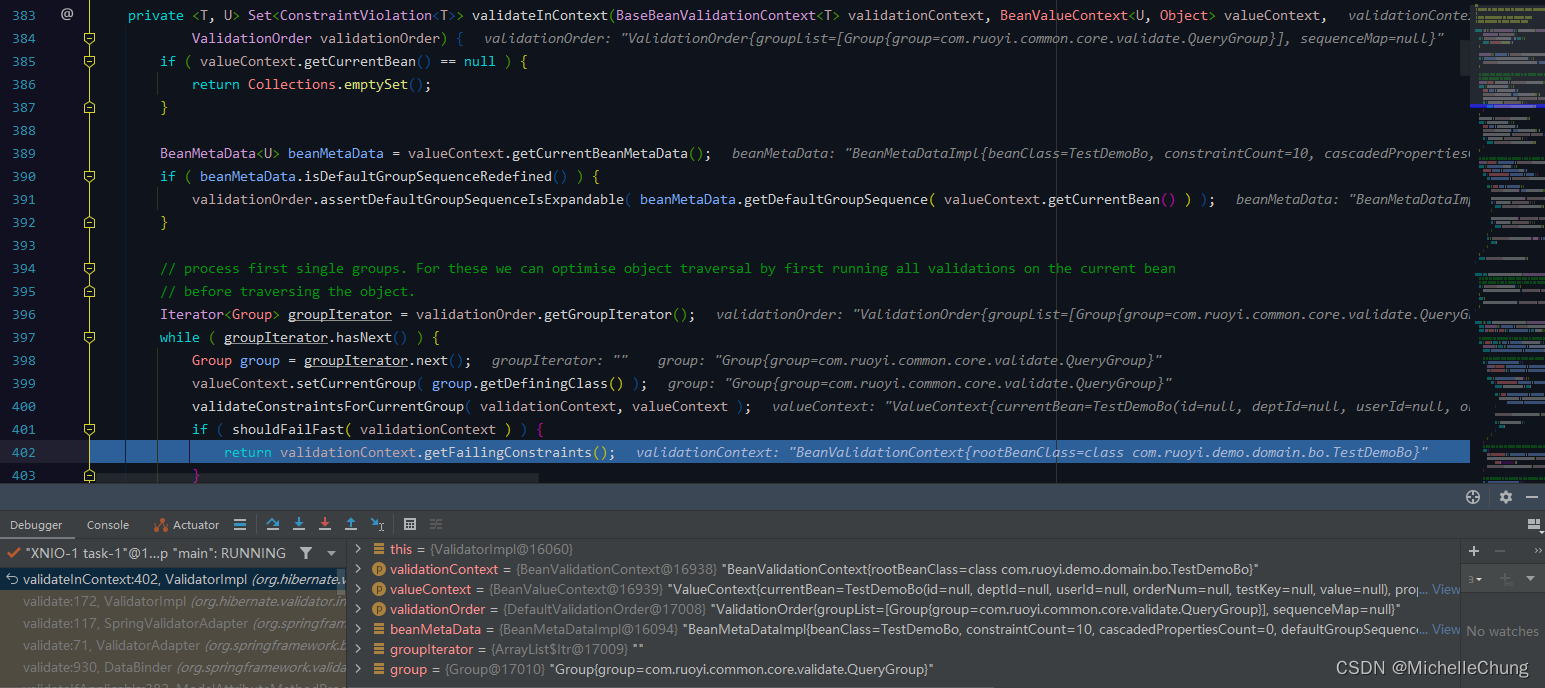 383 @ private <T, U> Set<ConstraintViolation<T>> validateInContext(BaseBeanValidationContext<T> validationContext, BeanValueContext<U, Object> valueContext, validationConte
384 ValidationOrder validationOrder) { validationOrder: "ValidationOrder{groupList=[Group{group=com.ruoyi.common.core.validate.QueryGroup}], sequenceMap=null}"
385 if ( valueContext.getCurrentBean() == null ) {
386 return Collections.emptySet();
387 }
388
389 BeanMetaData<U> beanMetaData = valueContext.getCurrentBeanMetaData(); beanMetaData: "BeanMetaDataImpl{beanClass=TestDemoBo, constraintCount=10, cascadedProperties
390 if ( beanMetaData.isDefaultGroupSequenceRedefined() ) {
391 validationOrder.assertDefaultGroupSequenceIsExpandable( beanMetaData.getDefaultGroupSequence( valueContext.getCurrentBean() ) ); beanMetaData: "BeanMetaDataImp
392 }
393
394 // process first single groups. For these we can optimise object traversal by first running all validations on the current bean
395 // before traversing the object.
396 Iterator<Group> groupIterator = validationOrder.getGroupIterator(); validationOrder: "ValidationOrder{groupList=[Group{group=com.ruoyi.common.core.validate.QueryG
397 while ( groupIterator.hasNext() ) {
398 Group group = groupIterator.next(); groupIterator: "" group: "Group{group=com.ruoyi.common.core.validate.QueryGroup}"
399 valueContext.setCurrentGroup( group.getDefiningClass() ); group: "Group{group=com.ruoyi.common.core.validate.QueryGroup}"
400 validateConstraintsForCurrentGroup( validationContext, valueContext ); valueContext: "ValueContext{currentBean=TestDemoBo(id=null, deptId=null, userId=null, o
401 if ( shouldFailFast( validationContext ) ) {
402 return validationContext.getFailingConstraints(); validationContext: "BeanValidationContext{rootBeanClass=class com.ruoyi.demo.domain.bo.TestDemoBo}"
403 }
Debugger Console Actuator
"XNIO-1 task-1"@1...p "main": RUNNING
validateInContext:402, ValidatorImpl (org.hibernate.v
validate:172, ValidatorImpl (org.hibernate.validator.in
validate:117, SpringValidatorAdapter (org.springfram
validate:71, ValidatorAdapter (org.springframework.b
validate:930, DataBinder (org.springframework.valida
this = {ValidatorImpl@16060}
validationContext = {BeanValidationContext@16938} "BeanValidationContext{rootBeanClass=class com.ruoyi.demo.domain.bo.TestDemoBo}"
valueContext = {BeanValueContext@16939} "ValueContext{currentBean=TestDemoBo(id=null, deptId=null, userId=null, orderNum=null, testKey=null, value=null), prop... View
validationOrder = {DefaultValidationOrder@17008} "ValidationOrder{groupList=[Group{group=com.ruoyi.common.core.validate.QueryGroup}], sequenceMap=null}"
beanMetaData = {BeanMetaDataImpl@16094} "BeanMetaDataImpl{beanClass=TestDemoBo, constraintCount=10, cascadedPropertiesCount=0, defaultGroupSequence... View
groupIterator = {ArrayList$Itr@17009} ""
group = {Group@17010} "Group{group=com.ruoyi.common.core.validate.QueryGroup}"
No watches
CSDN @MichelleChung